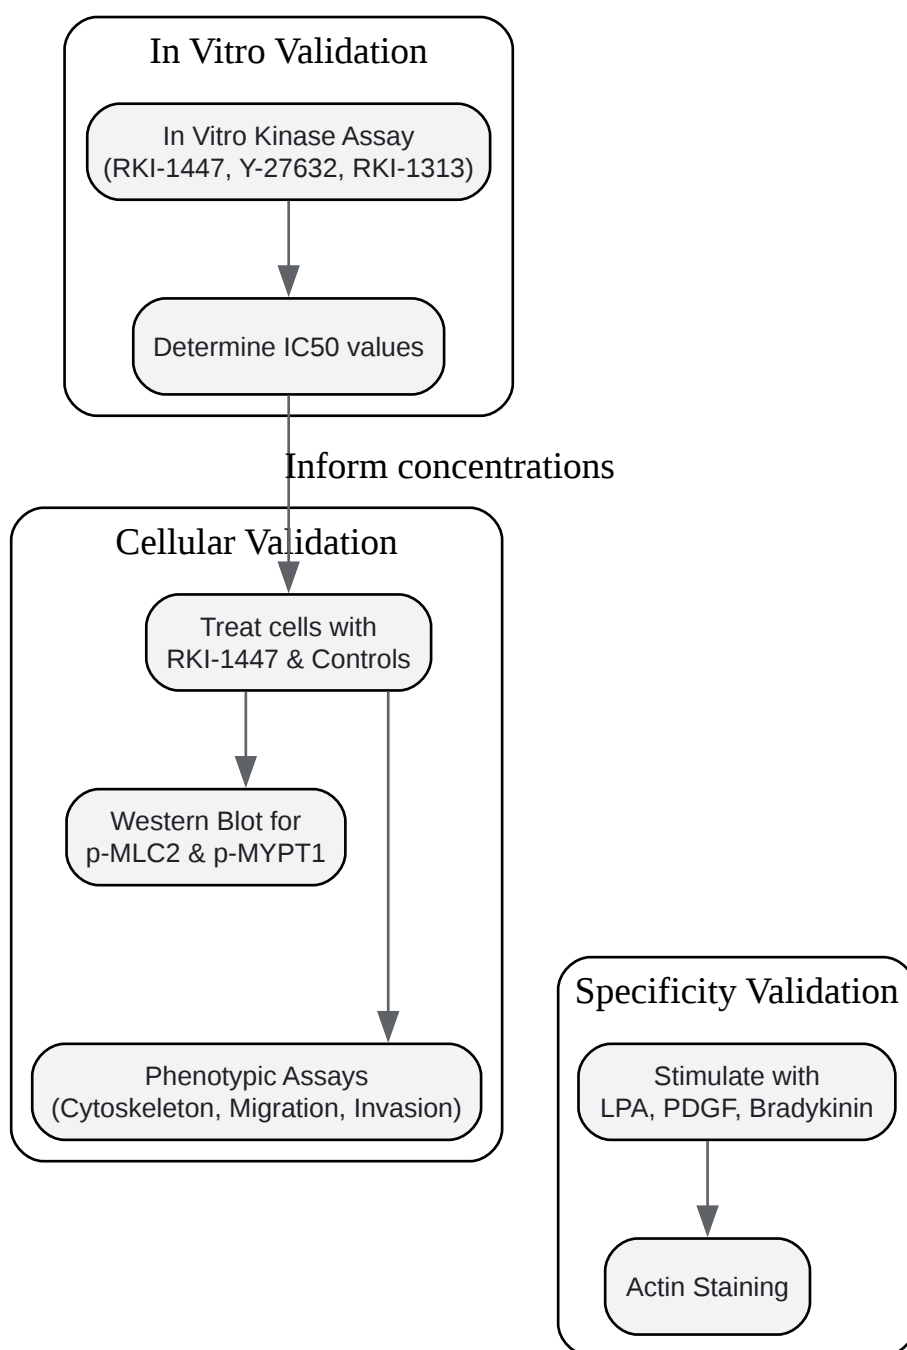 In Vitro Validation
In Vitro Kinase Assay
(RKI-1447, Y-27632, RKI-1313)
Determine IC50 values
Inform concentrations
Cellular Validation
Treat cells with
RKI-1447 & Controls
Western Blot for
p-MLC2 & p-MYPT1
Phenotypic Assays
(Cytoskeleton, Migration, Invasion)
Specificity Validation
Stimulate with
LPA, PDGF, Bradykinin
Actin Staining